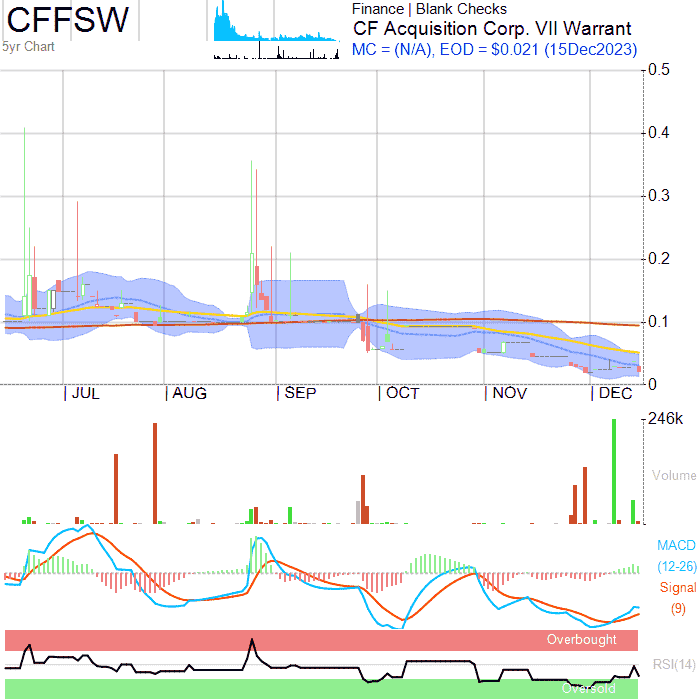 CFFSW
5yr Chart
Finance | Blank Checks
CF Acquisition Corp. VII Warrant
MC = (N/A), EOD = $0.021 (15Dec2023)
0.5
0.4
0.3
0.2
0.1
0
| JUL
| AUG
| SEP
| OCT
| NOV
| DEC
246k
Volume
MACD
(12-26)
Signal
(9)
Overbought
RSI(14)
Oversold